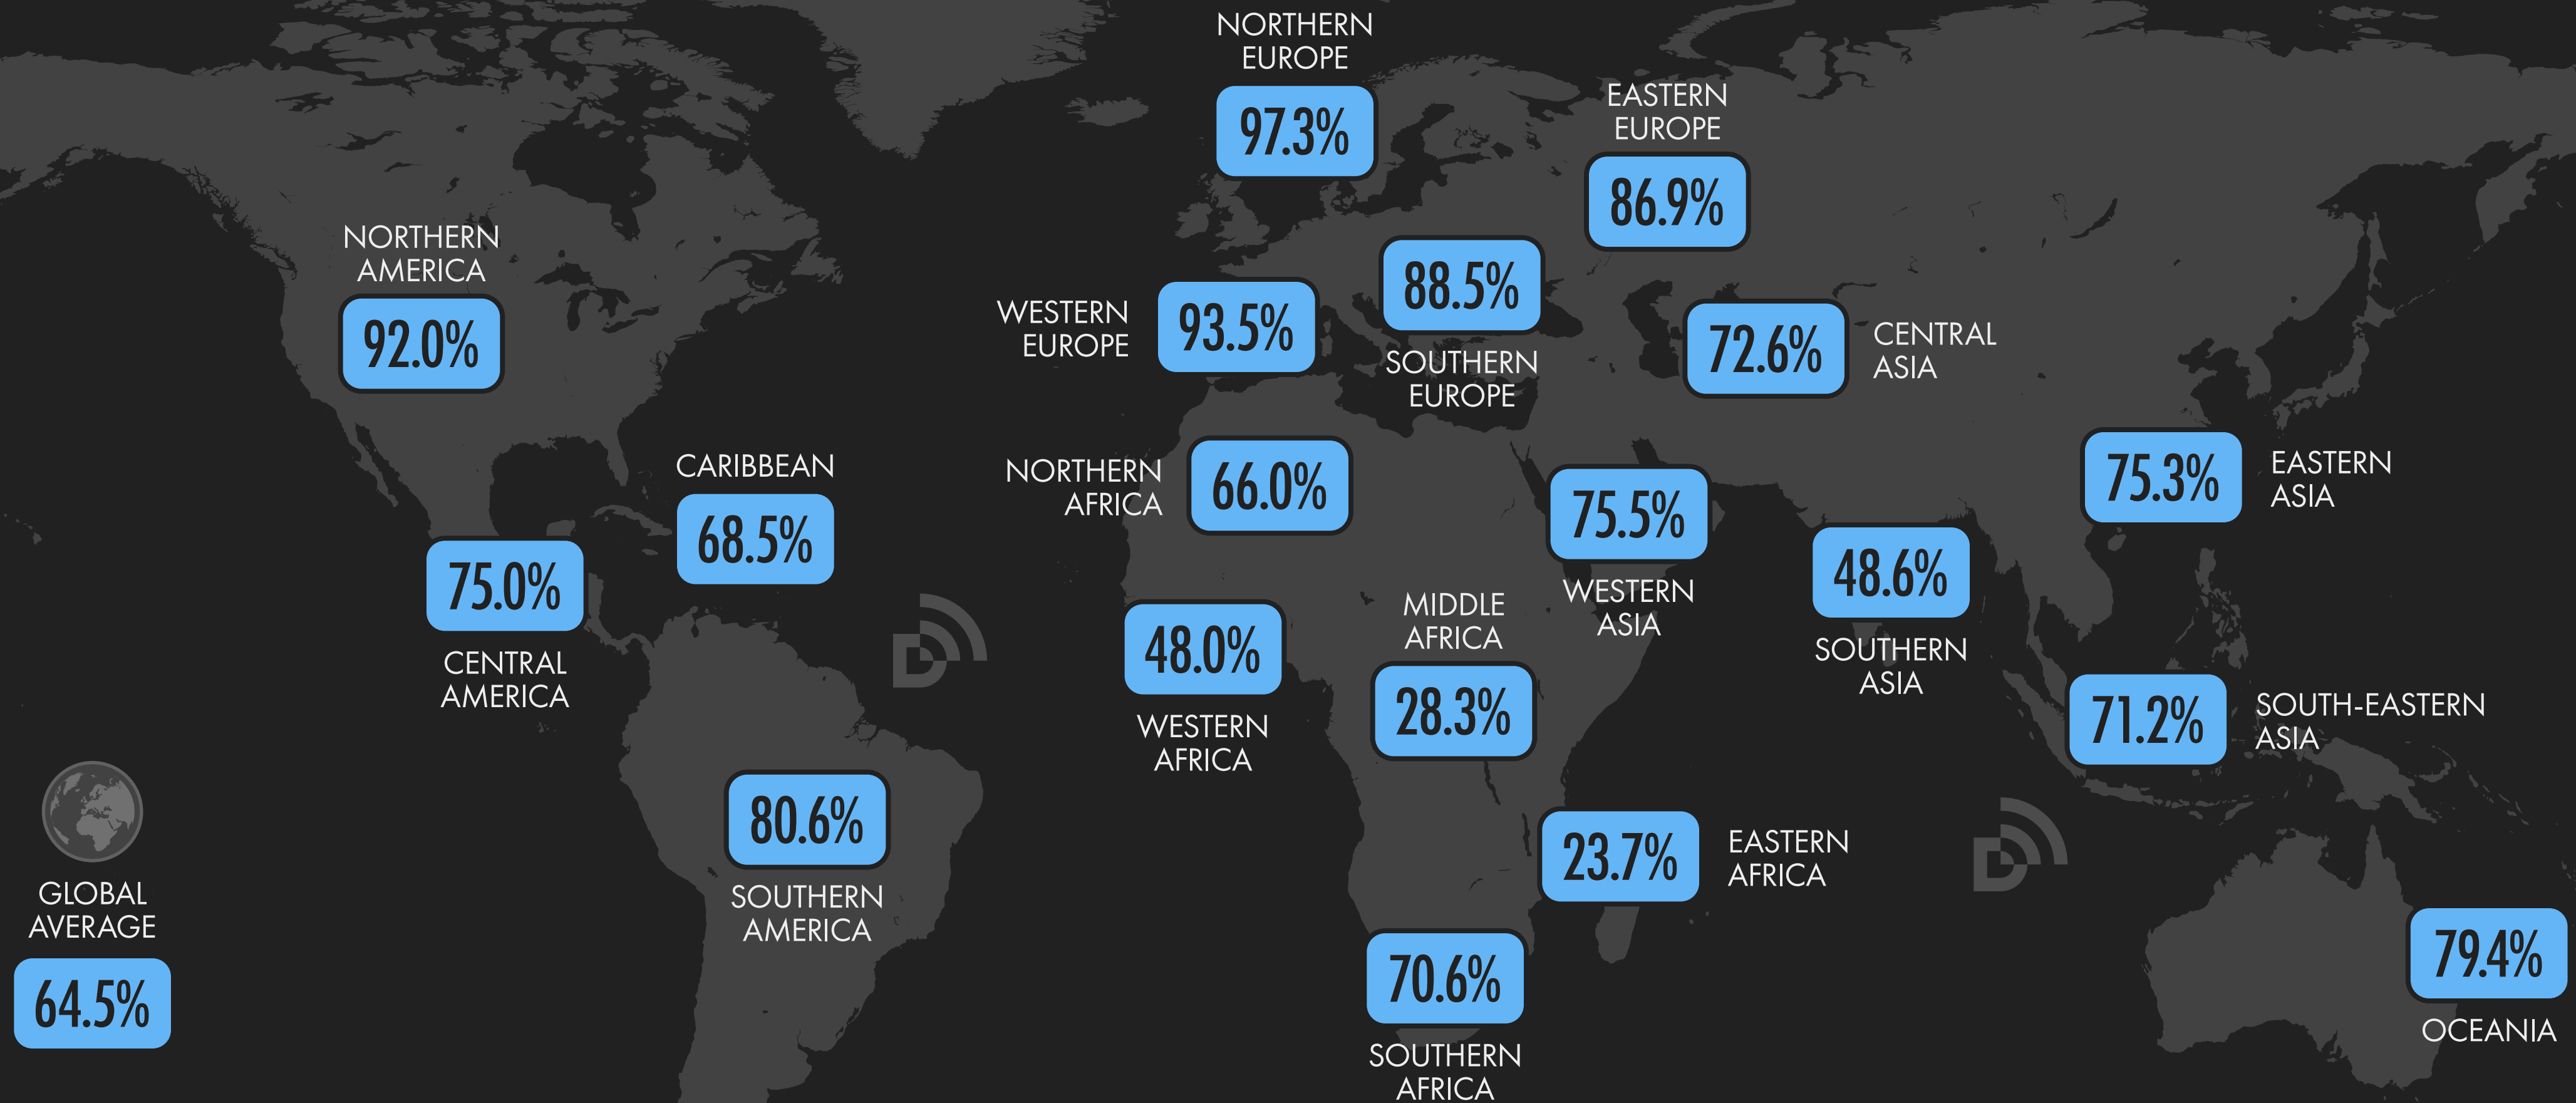 NORTHERN
EUROPE
97.3%
EASTERN
EUROPE
86.9%
NORTHERN
AMERICA
92.0%
WESTERN
EUROPE
93.5%
88.5%
SOUTHERN
EUROPE
72.6%
CENTRAL
ASIA
CARIBBEAN
68.5%
NORTHERN
AFRICA
66.0%
75.5%
WESTERN
ASIA
75.3%
EASTERN
ASIA
75.0%
CENTRAL
AMERICA
48.0%
WESTERN
AFRICA
MIDDLE
AFRICA
28.3%
48.6%
SOUTHERN
ASIA
71.2%
SOUTH-EASTERN
ASIA
80.6%
SOUTHERN
AMERICA
23.7%
EASTERN
AFRICA
GLOBAL
AVERAGE
64.5%
70.6%
SOUTHERN
AFRICA
79.4%
OCEANIA